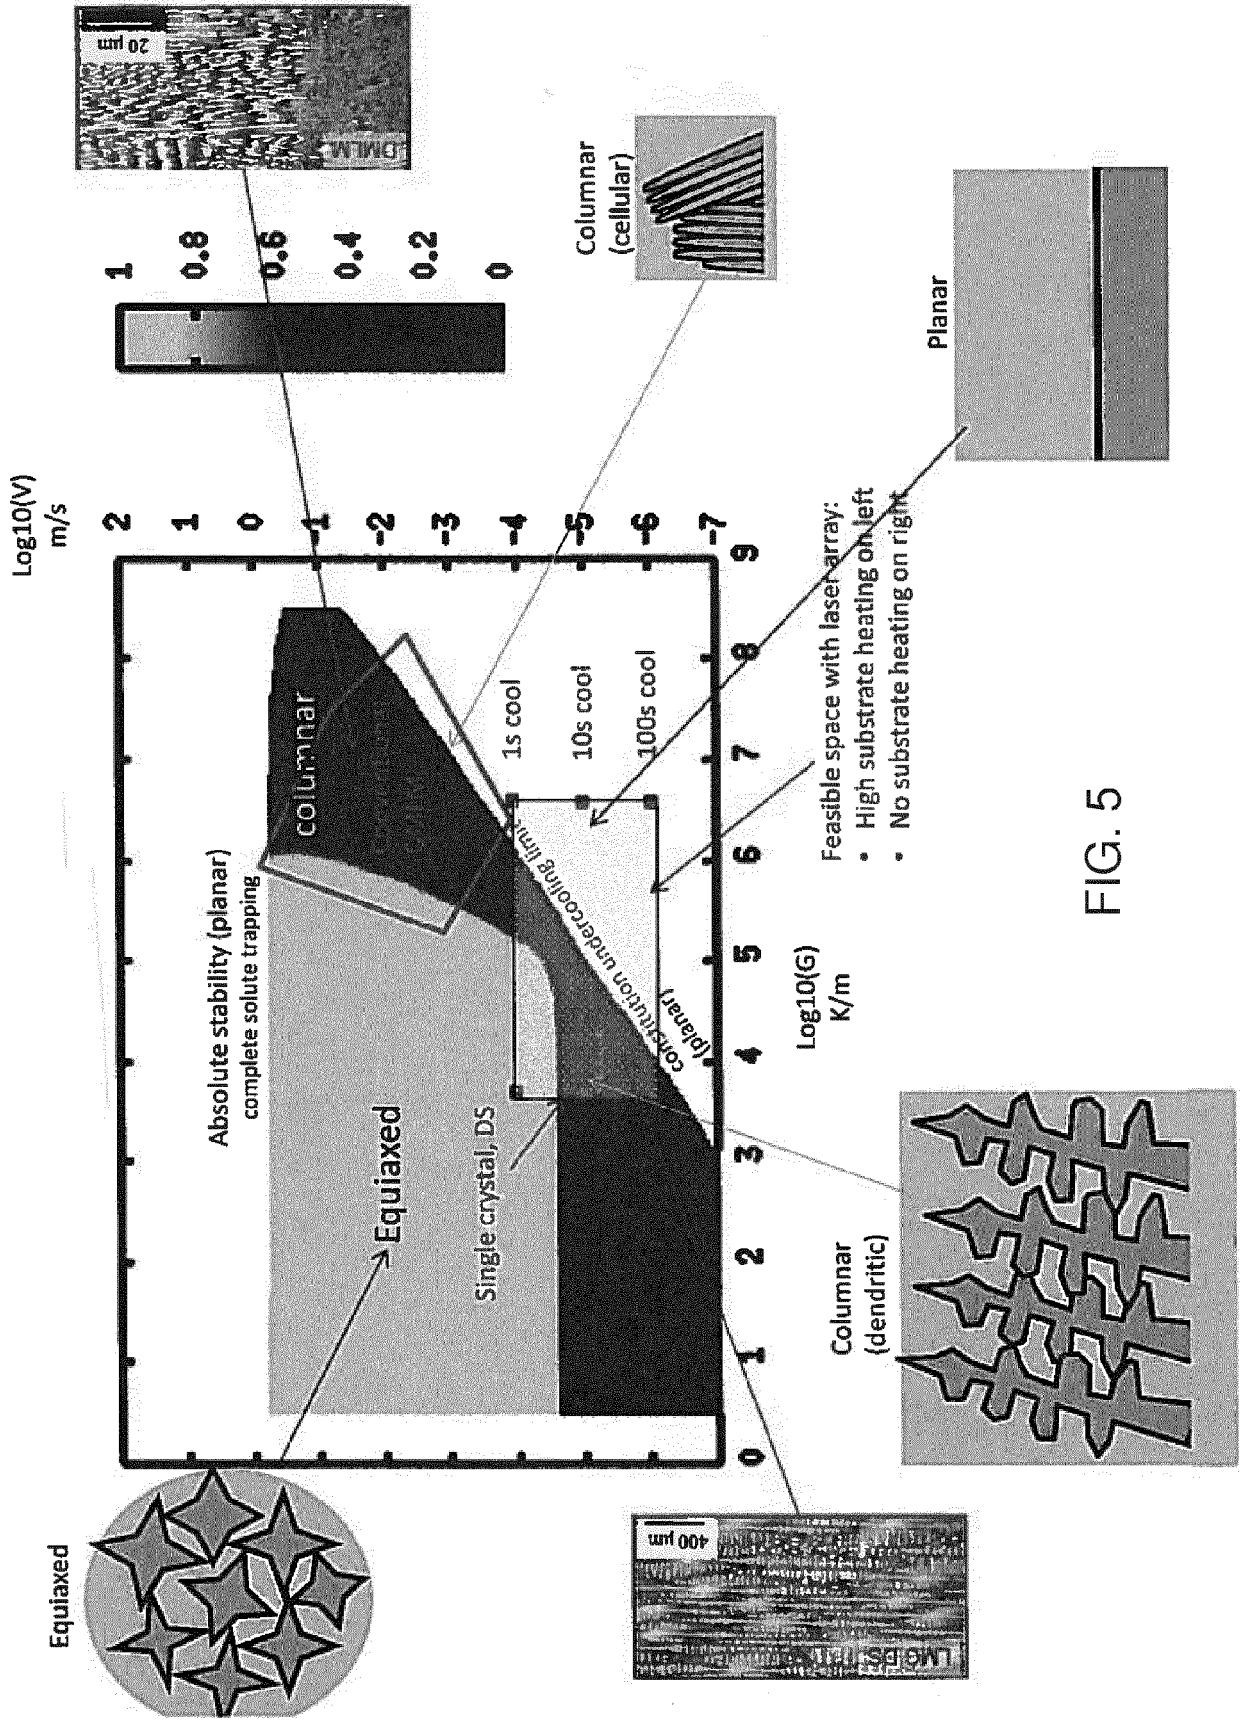 Equiaxed
Log10(V)
m/s
2
1
0
-1
-2
-3
-4
-5
-6
-7
Absolute stability (planar)
complete solute trapping
columnar
Equiaxed
Single crystal, DS
1s cool
10s cool
100s cool
constitution undercooling limit
(planar)
0
1
2
3
4
5
6
7
8
9
Log10(G)
K/m
1
0.8
0.6
0.4
0.2
0
20 µm
DMLM
Columnar
(cellular)
Planar
Feasible space with laser array:
• High substrate heating on left
• No substrate heating on right
400 µm
LMC DS
Columnar
(dendritic)
FIG. 5